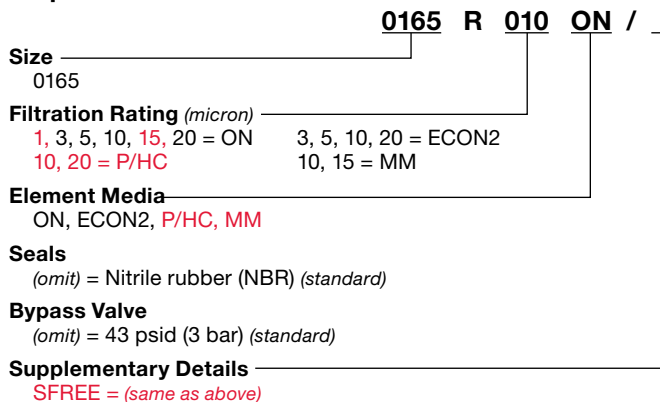 0165 R 010 ON /
Size
0165
Filtration Rating (micron)
1, 3, 5, 10, 15, 20 = ON 3, 5, 10, 20 = ECON2
10, 20 = P/HC 10, 15 = MM
Element Media
ON, ECON2, P/HC, MM
Seals
(omit) = Nitrile rubber (NBR) (standard)
Bypass Valve
(omit) = 43 psid (3 bar) (standard)
Supplementary Details
SFREE = (same as above)